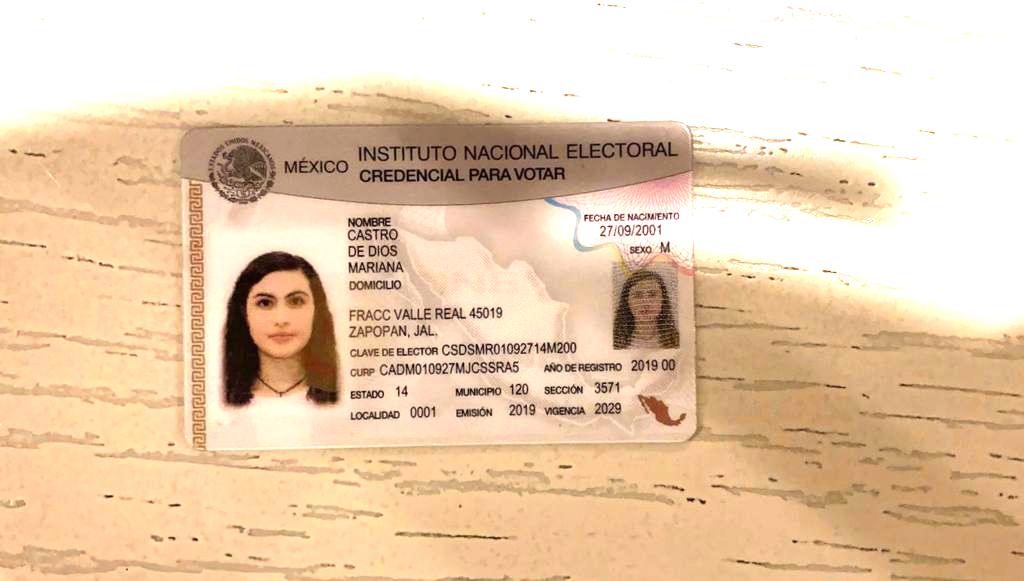 ESTADOS UNIDOS MEXICANOS
MÉXICO INSTITUTO NACIONAL ELECTORAL
CREDENCIAL PARA VOTAR
NOMBRE
CASTRO
DE DIOS
MARIANA
DOMICILIO
FRACC VALLE REAL 45019
ZAPOPAN, JAL.
FECHA DE NACIMIENTO
27/09/2001
SEXO M
CLAVE DE ELECTOR CSDSMR01092714M200
CURP CADM010927MJCSSRA5 AÑO DE REGISTRO 2019 00
ESTADO 14 MUNICIPIO 120 SECCIÓN 3571
LOCALIDAD 0001 EMISIÓN 2019 VIGENCIA 2029